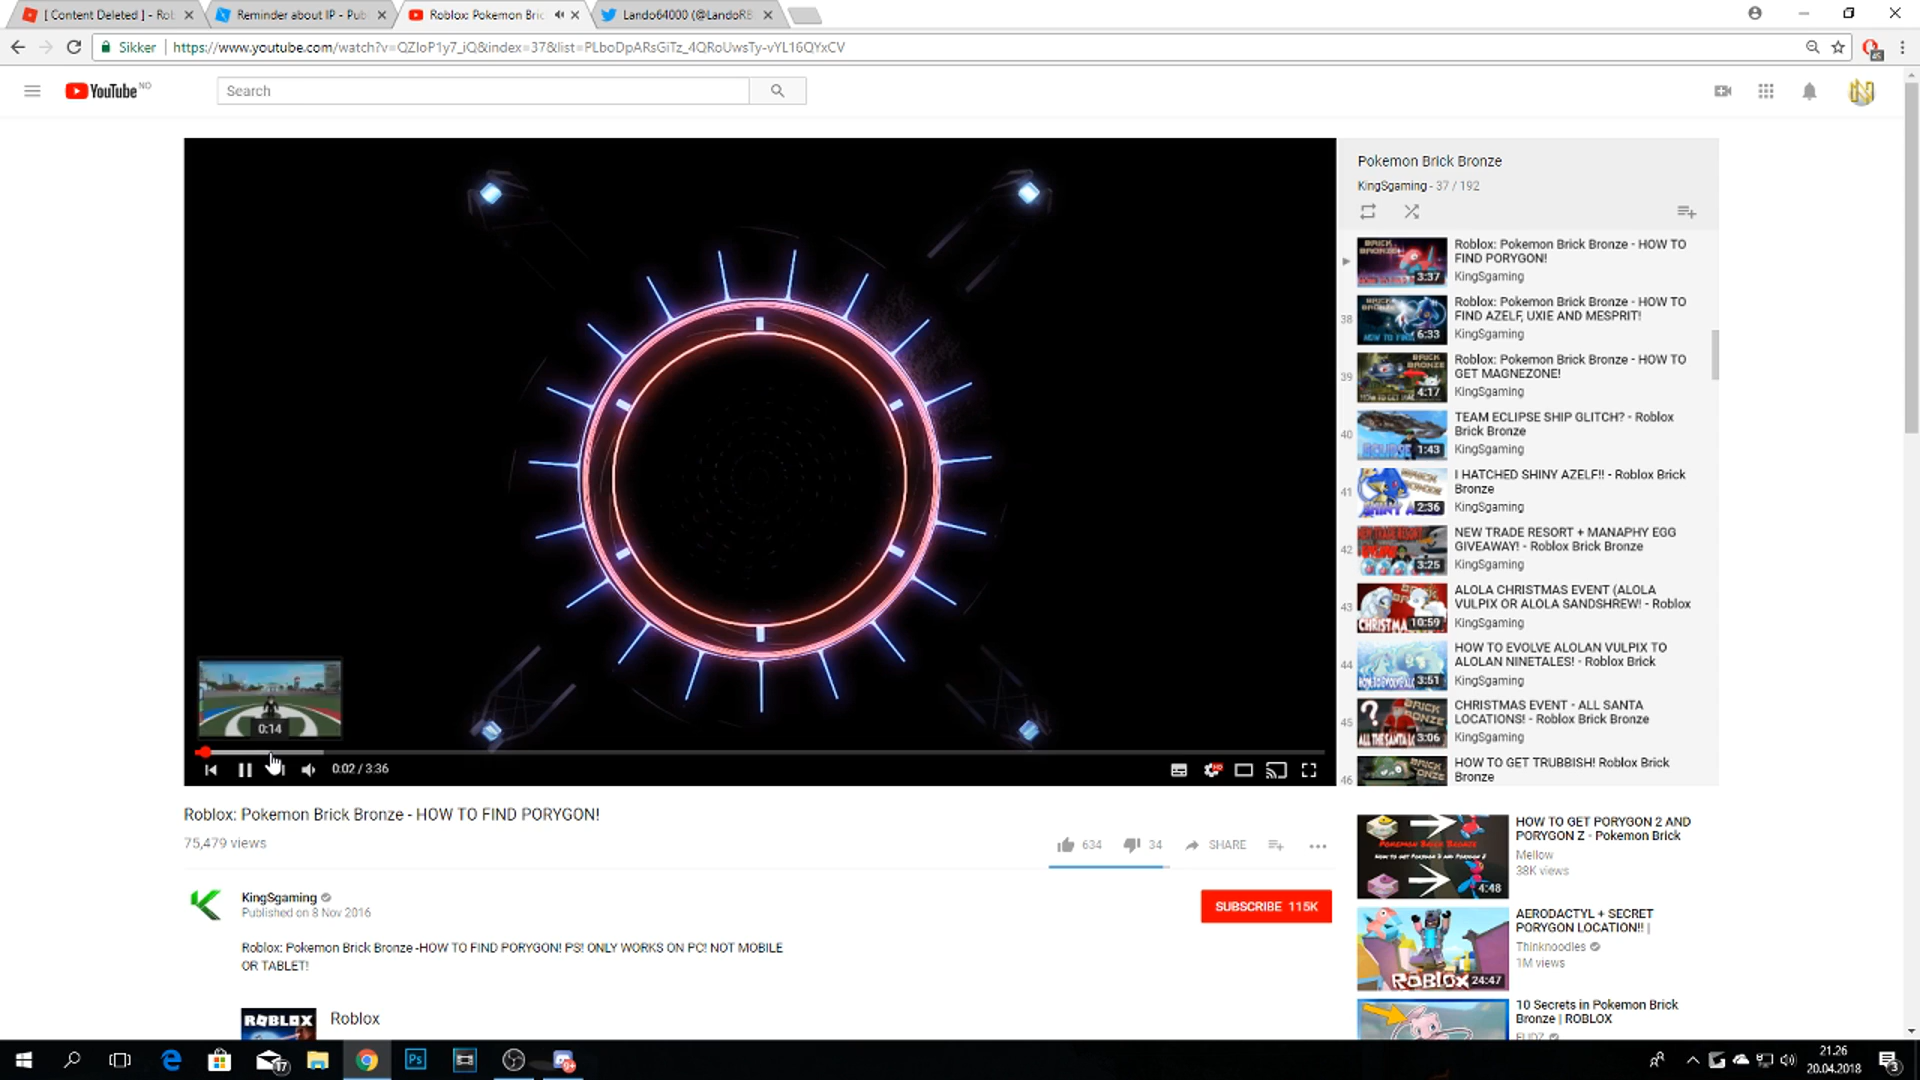 [ Content Deleted ] - Rob
Reminder about IP - Pub
Roblox: Pokemon Bric
Lando64000 (@LandoRB
Sikker
https://www.youtube.com/watch?v=QZIoP1y7_iQ&index=37&list=PLboDpARsGiTz_4QRoUwsTy-vYL16QYxCV
YouTube NO
Search
Pokemon Brick Bronze
KingSgaming - 37 / 192
Roblox: Pokemon Brick Bronze - HOW TO
FIND PORYGON!
KingSgaming
3:37
38
Roblox: Pokemon Brick Bronze - HOW TO
FIND AZELF, UXIE AND MESPRIT!
KingSgaming
6:33
39
Roblox: Pokemon Brick Bronze - HOW TO
GET MAGNEZONE!
KingSgaming
4:17
40
TEAM ECLIPSE SHIP GLITCH? - Roblox
Brick Bronze
KingSgaming
1:43
41
I HATCHED SHINY AZELF!! - Roblox Brick
Bronze
KingSgaming
2:36
42
NEW TRADE RESORT + MANAPHY EGG
GIVEAWAY! - Roblox Brick Bronze
KingSgaming
3:25
43
ALOLA CHRISTMAS EVENT (ALOLA
VULPIX OR ALOLA SANDSHREW! - Roblox
KingSgaming
10:59
44
HOW TO EVOLVE ALOLAN VULPIX TO
ALOLAN NINETALES! - Roblox Brick
KingSgaming
3:51
45
CHRISTMAS EVENT - ALL SANTA
LOCATIONS! - Roblox Brick Bronze
KingSgaming
3:06
46
HOW TO GET TRUBBISH! Roblox Brick
Bronze
0:14
0:02 / 3:36
Roblox: Pokemon Brick Bronze - HOW TO FIND PORYGON!
75,479 views
634
34
SHARE
KingSgaming
Published on 8 Nov 2016
SUBSCRIBE 115K
Roblox: Pokemon Brick Bronze -HOW TO FIND PORYGON! PS! ONLY WORKS ON PC! NOT MOBILE
OR TABLET!
ROBLOX
Roblox
HOW TO GET PORYGON 2 AND
PORYGON Z - Pokemon Brick
Mellow
38K views
4:48
AERODACTYL + SECRET
PORYGON LOCATION!! |
Thinknoodles
1M views
ROBLOX
24:47
10 Secrets in Pokemon Brick
Bronze | ROBLOX
17
Ps
21.26
20.04.2018
3